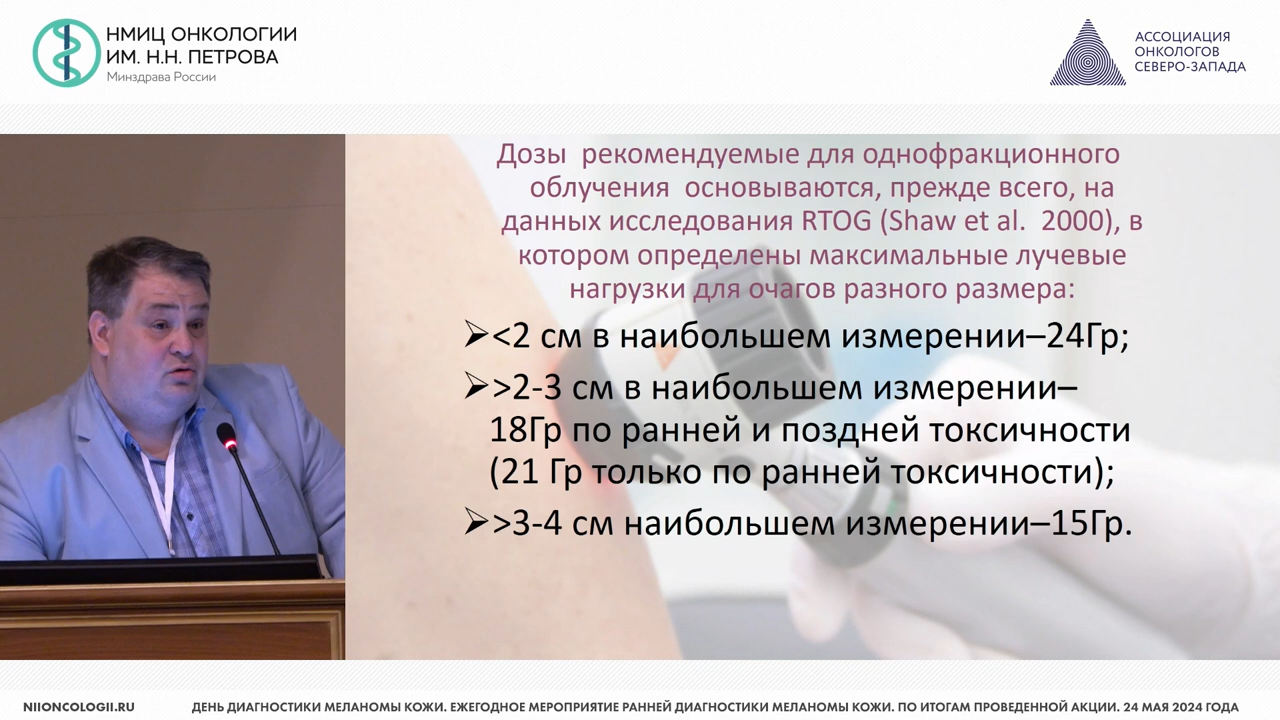 НМИЦ ОНКОЛОГИИ
ИМ. Н.Н. ПЕТРОВА
Минздрава России
АССОЦИАЦИЯ
ОНКОЛОГОВ
СЕВЕРО-ЗАПАДА
Дозы рекомендуемые для однофракционного
облучения основываются, прежде всего, на
данных исследования RTOG (Shaw et al. 2000), в
котором определены максимальные лучевые
нагрузки для очагов разного размера:
➢<2 см в наибольшем измерении–24Гр;
➢>2-3 см в наибольшем измерении–
18Гр по ранней и поздней токсичности
(21 Гр только по ранней токсичности);
➢>3-4 см наибольшем измерении–15Гр.
NIIONCOLOGII.RU
ДЕНЬ ДИАГНОСТИКИ МЕЛАНОМЫ КОЖИ. ЕЖЕГОДНОЕ МЕРОПРИЯТИЕ РАННЕЙ ДИАГНОСТИКИ МЕЛАНОМЫ КОЖИ. ПО ИТОГАМ ПРОВЕДЕННОЙ АКЦИИ. 24 МАЯ 2024 ГОДА